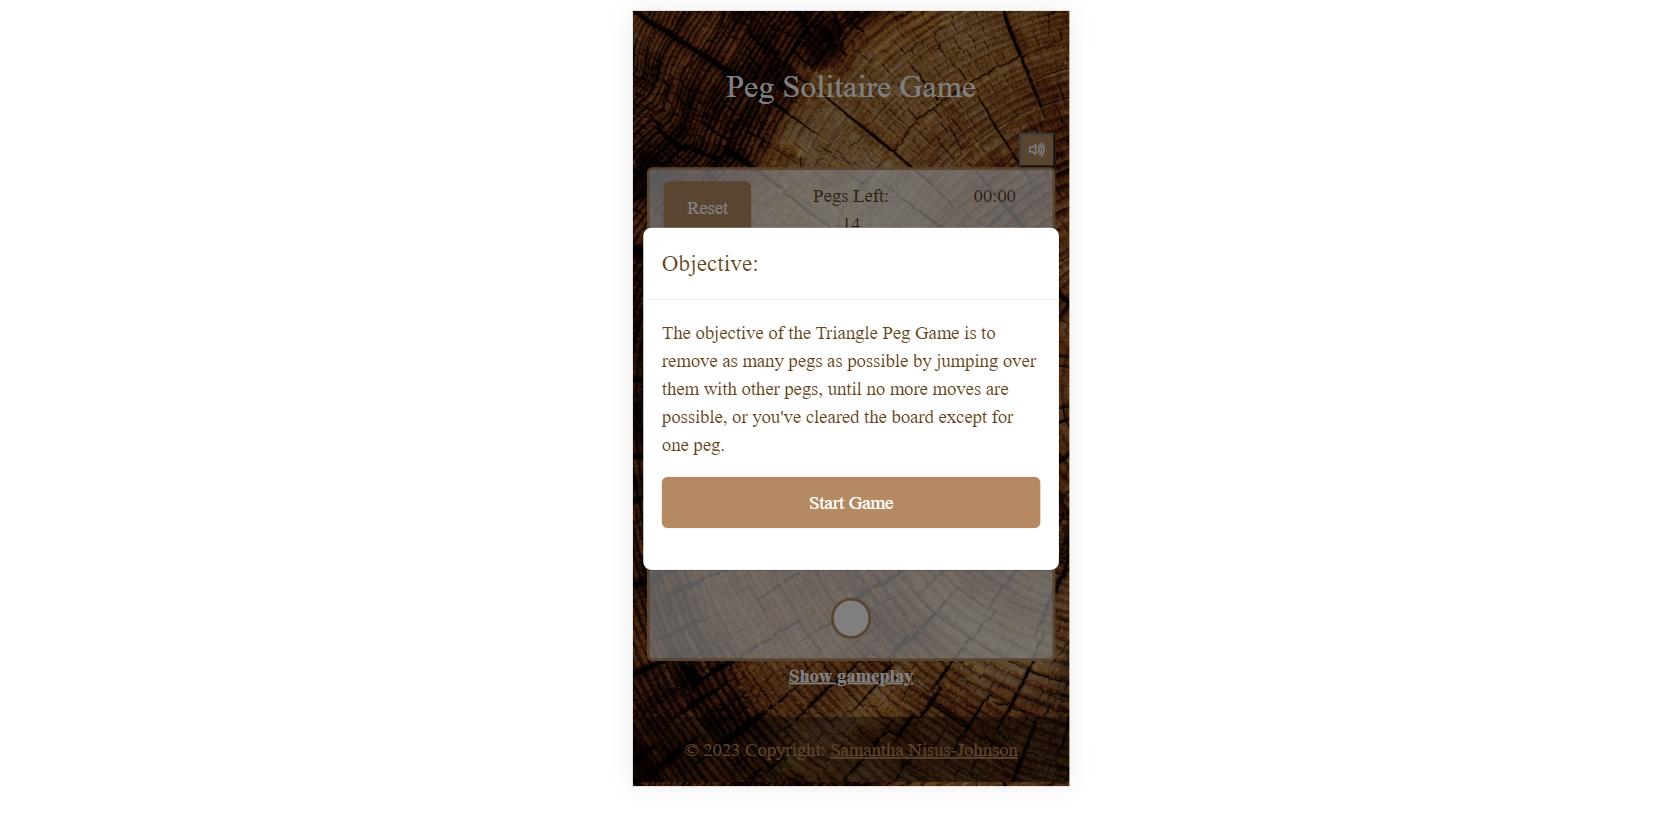 Peg Solitaire Game
Reset
Pegs Left:
14
00:00
Objective:
The objective of the Triangle Peg Game is to
remove as many pegs as possible by jumping over
them with other pegs, until no more moves are
possible, or you've cleared the board except for
one peg.
Start Game
Show gameplay
© 2023 Copyright: Samantha Nisus-Johnson